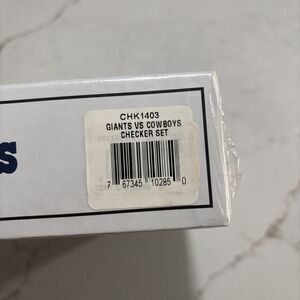 CHK1403
GIANTS VS COWBOYS
CHECKER SET
7 67345 10285 0
S